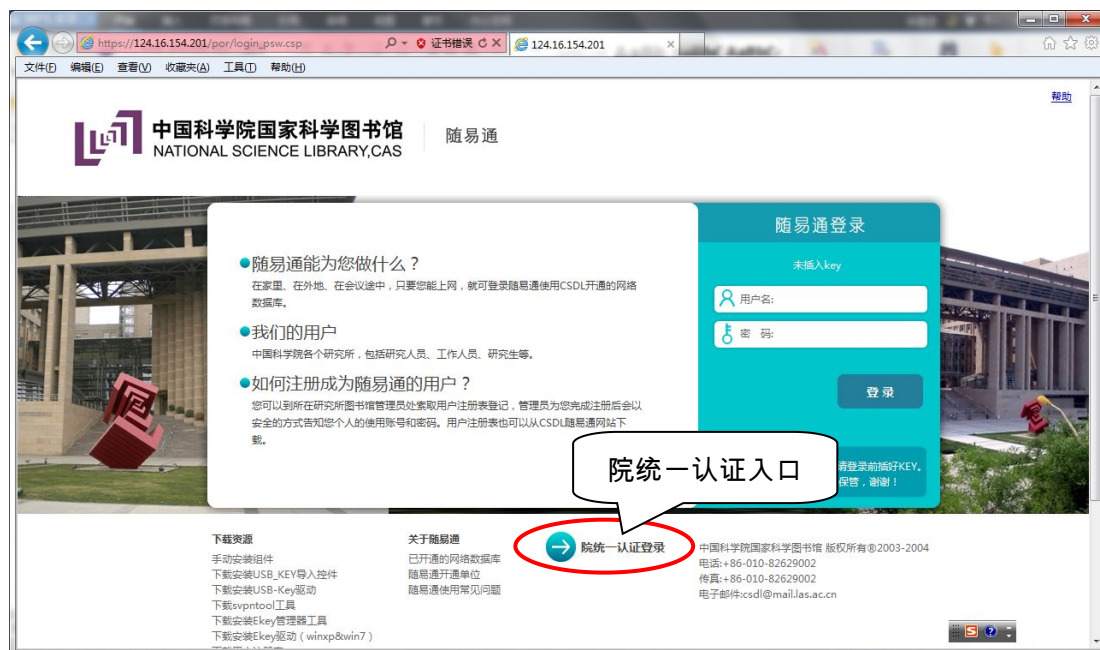 https://124.16.154.201/por/login_psw.csp
证书错误
124.16.154.201
文件(F) 编辑(E) 查看(V) 收藏夹(A) 工具(T) 帮助(H)
帮助
中国科学院国家科学图书馆
NATIONAL SCIENCE LIBRARY,CAS
随易通
随易通能为您做什么？
在家里、在外地、在会议途中，只要您能上网，就可登录随易通使用CSDL开通的网络
数据库。
我们的用户
中国科学院各个研究所，包括研究人员、工作人员、研究生等。
如何注册成为随易通的用户？
您可以到所在研究所图书馆管理员处索取用户注册表登记，管理员为您完成注册后会以
安全的方式告知您个人的使用账号和密码。用户注册表也可以从CSDL随易通网站下
载。
随易通登录
未插入key
用户名:
密 码:
登录
请登录前插好KEY。
保管，谢谢！
院统一认证入口
下载资源
手动安装组件
下载安装USB_KEY导入控件
下载安装USB-Key驱动
下载svpntool工具
下载安装Ekey管理器工具
下载安装Ekey驱动（winxp&win7）
关于随易通
已开通的网络数据库
随易通开通单位
随易通使用常见问题
院统一认证登录
中国科学院国家科学图书馆 版权所有®2003-2004
电话:+86-010-82629002
传真:+86-010-82629002
电子邮件:csdl@mail.las.ac.cn